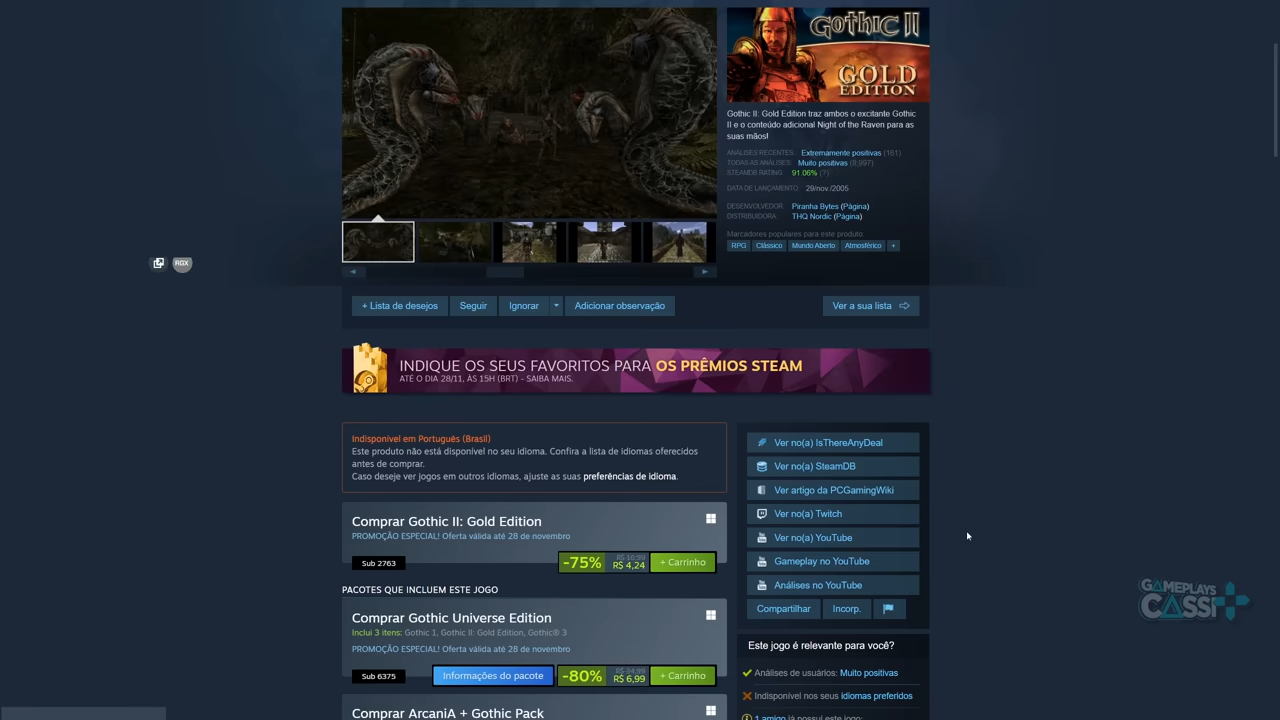 GOTHIC II
GOLD
EDITION
Gothic II: Gold Edition traz ambos o excitante Gothic
II e o conteúdo adicional Night of the Raven para as
suas mãos!
ANÁLISES RECENTES: Extremamente positivas (161)
TODAS AS ANÁLISES: Muito positivas (8,997)
STEAMDB RATING: 91.06% (?)
DATA DE LANÇAMENTO: 29/nov./2005
DESENVOLVEDOR: Piranha Bytes (Página)
DISTRIBUIDORA: THQ Nordic (Página)
Marcadores populares para este produto:
RPG Clássico Mundo Aberto Atmosférico +
RGX
+ Lista de desejos Seguir Ignorar Adicionar observação Ver a sua lista
INDIQUE OS SEUS FAVORITOS PARA OS PRÊMIOS STEAM
ATÉ O DIA 28/11, ÀS 15H (BRT) - SAIBA MAIS.
Indisponível em Português (Brasil)
Este produto não está disponível no seu idioma. Confira a lista de idiomas oferecidos
antes de comprar.
Caso deseje ver jogos em outros idiomas, ajuste as suas preferências de idioma.
Comprar Gothic II: Gold Edition
PROMOÇÃO ESPECIAL! Oferta válida até 28 de novembro
Sub 2763 -75% R$ 16,99 R$ 4,24 + Carrinho
PACOTES QUE INCLUEM ESTE JOGO
Comprar Gothic Universe Edition
Inclui 3 itens: Gothic 1, Gothic II: Gold Edition, Gothic® 3
PROMOÇÃO ESPECIAL! Oferta válida até 28 de novembro
Sub 6375 Informações do pacote -80% R$ 34,99 R$ 6,99 + Carrinho
Comprar ArcaniA + Gothic Pack
Ver no(a) IsThereAnyDeal
Ver no(a) SteamDB
Ver artigo da PCGamingWiki
Ver no(a) Twitch
Ver no(a) YouTube
Gameplay no YouTube
Análises no YouTube
Compartilhar Incorp.
Este jogo é relevante para você?
Análises de usuários: Muito positivas
Indisponível nos seus idiomas preferidos
1 amigo já possui este jogo:
GAMEPLAYS
CASSI